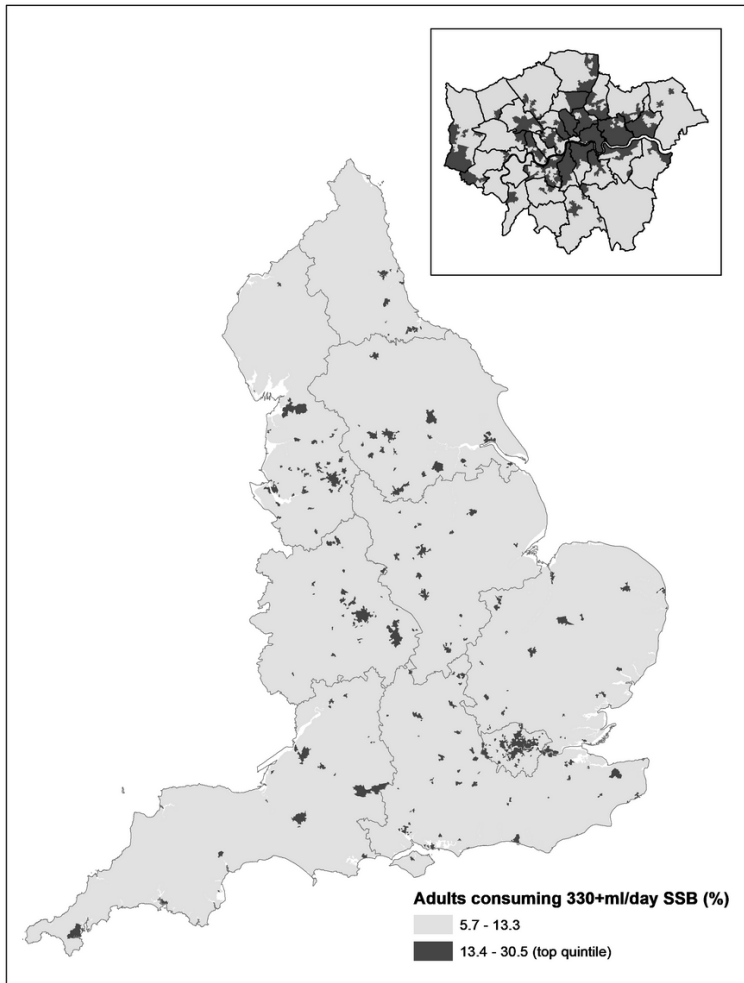 Adults consuming 330+ml/day SSB (%)
5.7 - 13.3
13.4 - 30.5 (top quintile)